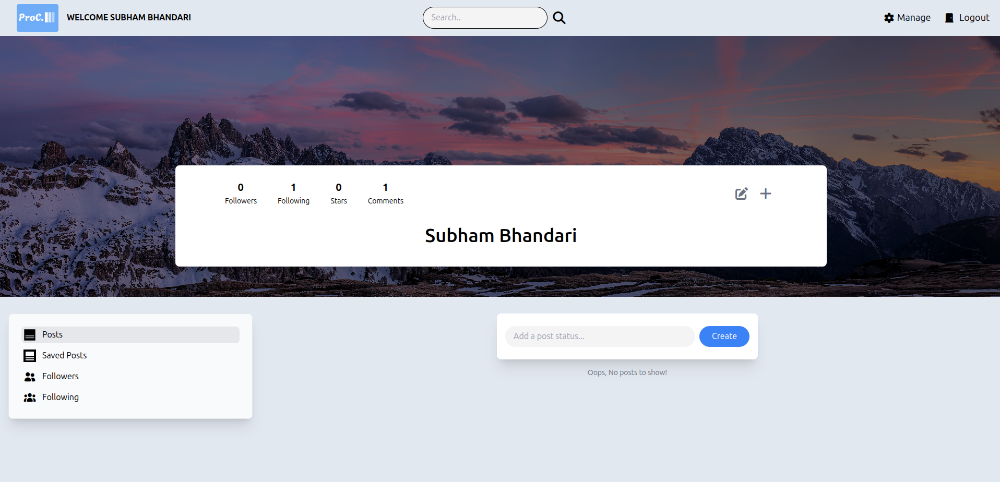 ProC.
WELCOME SUBHAM BHANDARI
Search..
Manage
Logout
0
Followers
1
Following
0
Stars
1
Comments
Subham Bhandari
Posts
Saved Posts
Followers
Following
Add a post status...
Create
Oops, No posts to show!